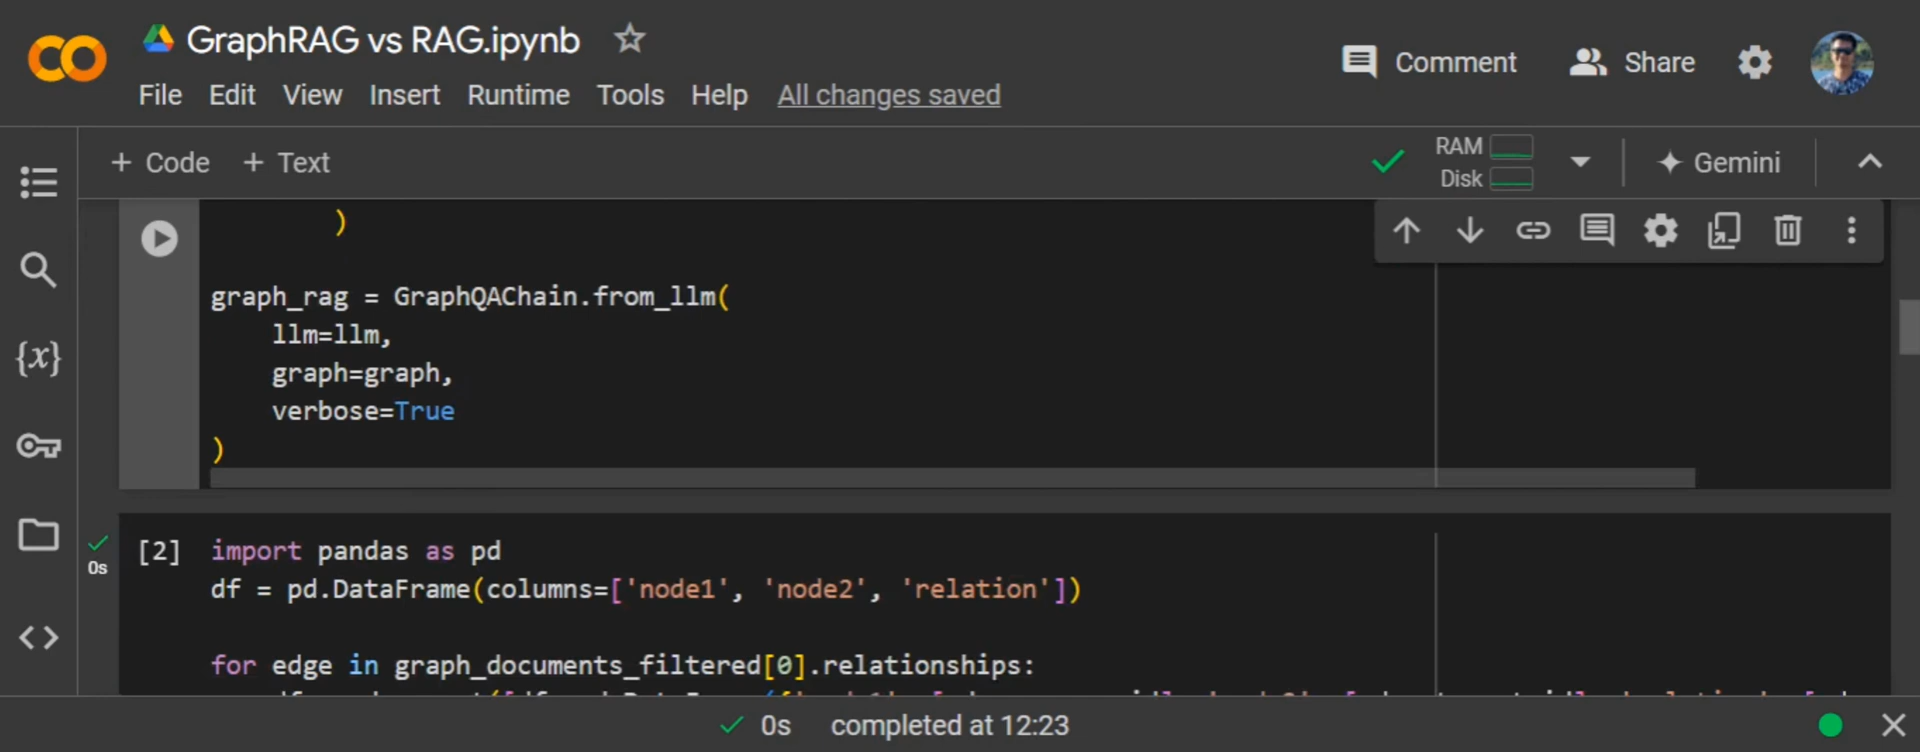 GraphRAG vs RAG.ipynb
File Edit View Insert Runtime Tools Help All changes saved
Comment Share
+ Code + Text
RAM
Disk
Gemini
)
graph_rag = GraphQAChain.from_llm(
    llm=llm,
    graph=graph,
    verbose=True
)
[2] import pandas as pd
0s
df = pd.DataFrame(columns=['node1', 'node2', 'relation'])
for edge in graph_documents_filtered[0].relationships:
0s completed at 12:23